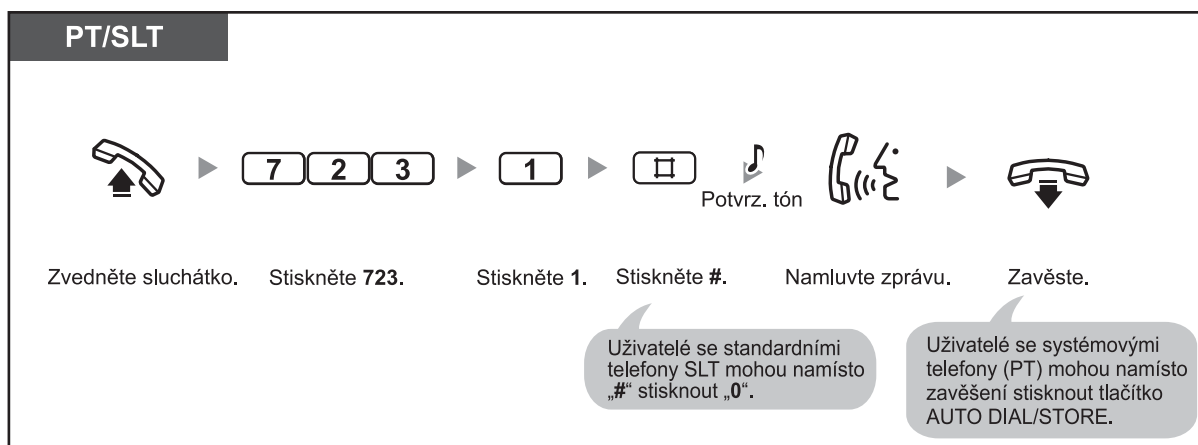 PT/SLT
7 2 3
1
Potvrz. tón
Zvedněte sluchátko.
Stiskněte 723.
Stiskněte 1.
Stiskněte #.
Namluvte zprávu.
Zavěste.
Uživatelé se standardními
telefony SLT mohou namísto
„#“ stisknout „0“.
Uživatelé se systémovými
telefony (PT) mohou namísto
zavěšení stisknout tlačítko
AUTO DIAL/STORE.